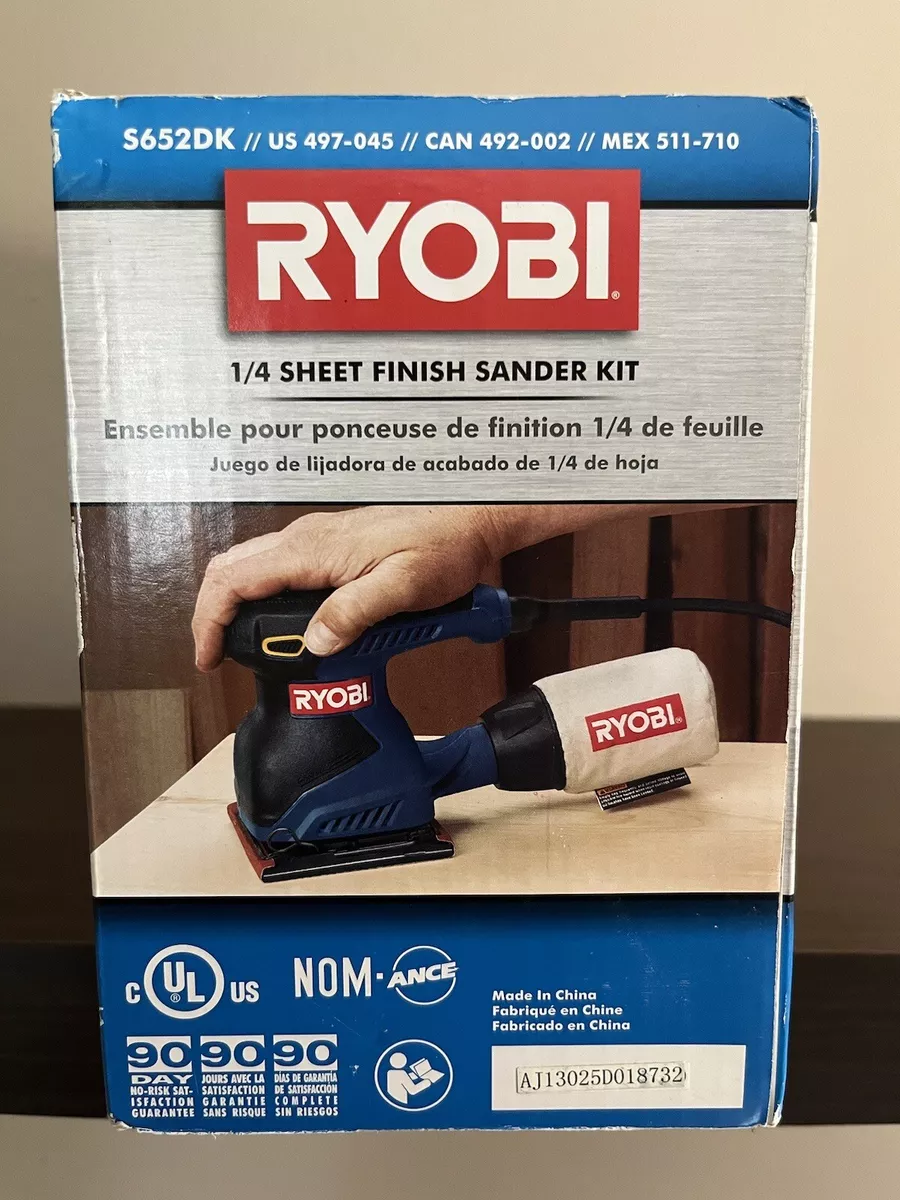 S652DK // US 497-045 // CAN 492-002 // MEX 511-710
RYOBI®
1/4 SHEET FINISH SANDER KIT
Ensemble pour ponceuse de finition 1/4 de feuille
Juego de lijadora de acabado de 1/4 de hoja
RYOBI
RYOBI®
C UL® US
NOM-ANCE
Made In China
Fabriqué en Chine
Fabricado en China
90
DAY
NO-RISK SAT-
ISFACTION
GUARANTEE
90
JOURS AVEC LA
SATISFACTION
GARANTIE
SANS RISQUE
90
DÍAS DE GARANTÍA
DE SATISFACCIÓN
COMPLETE
SIN RIESGOS
AJ13025D018732